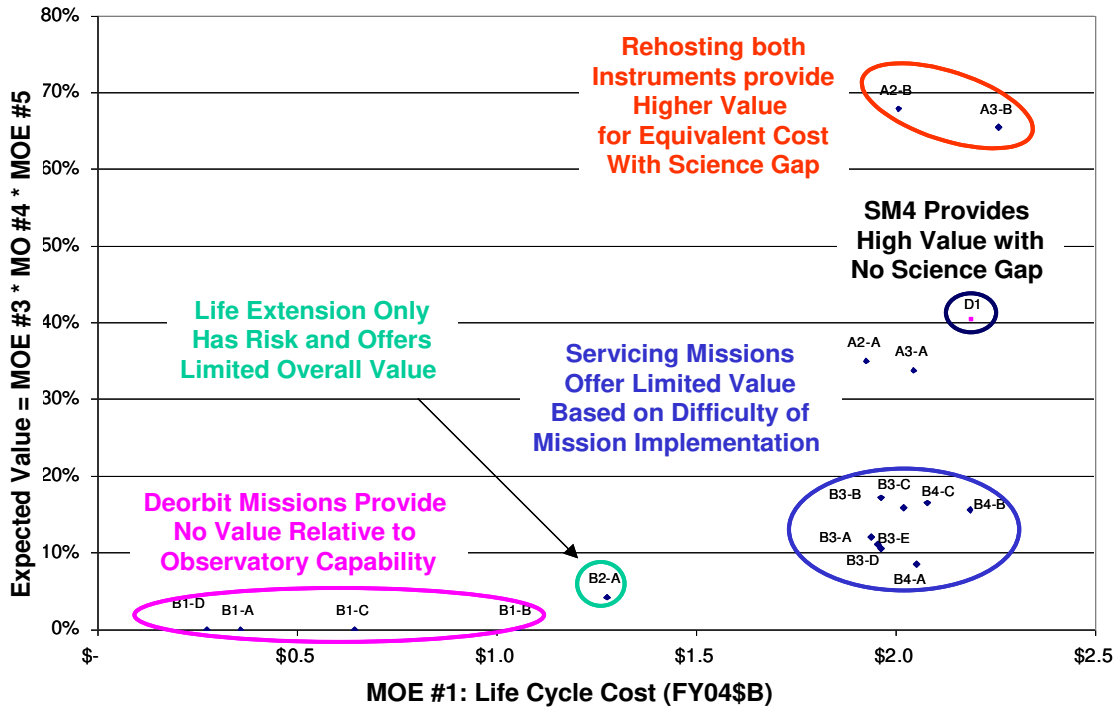 80%
70%
60%
50%
40%
30%
20%
10%
0%
Expected Value = MOE #3 * MO #4 * MOE #5
Rehosting both
Instruments provide
Higher Value
for Equivalent Cost
With Science Gap
A2-B
A3-B
SM4 Provides
High Value with
No Science Gap
D1
A2-A
A3-A
Life Extension Only
Has Risk and Offers
Limited Overall Value
Servicing Missions
Offer Limited Value
Based on Difficulty of
Mission Implementation
Deorbit Missions Provide
No Value Relative to
Observatory Capability
B3-B
B3-C
B4-C
B4-B
B3-A
B3-E
B3-D
B4-A
B2-A
B1-D
B1-A
B1-C
B1-B
$-
$0.5
$1.0
$1.5
$2.0
$2.5
MOE #1: Life Cycle Cost (FY04$B)